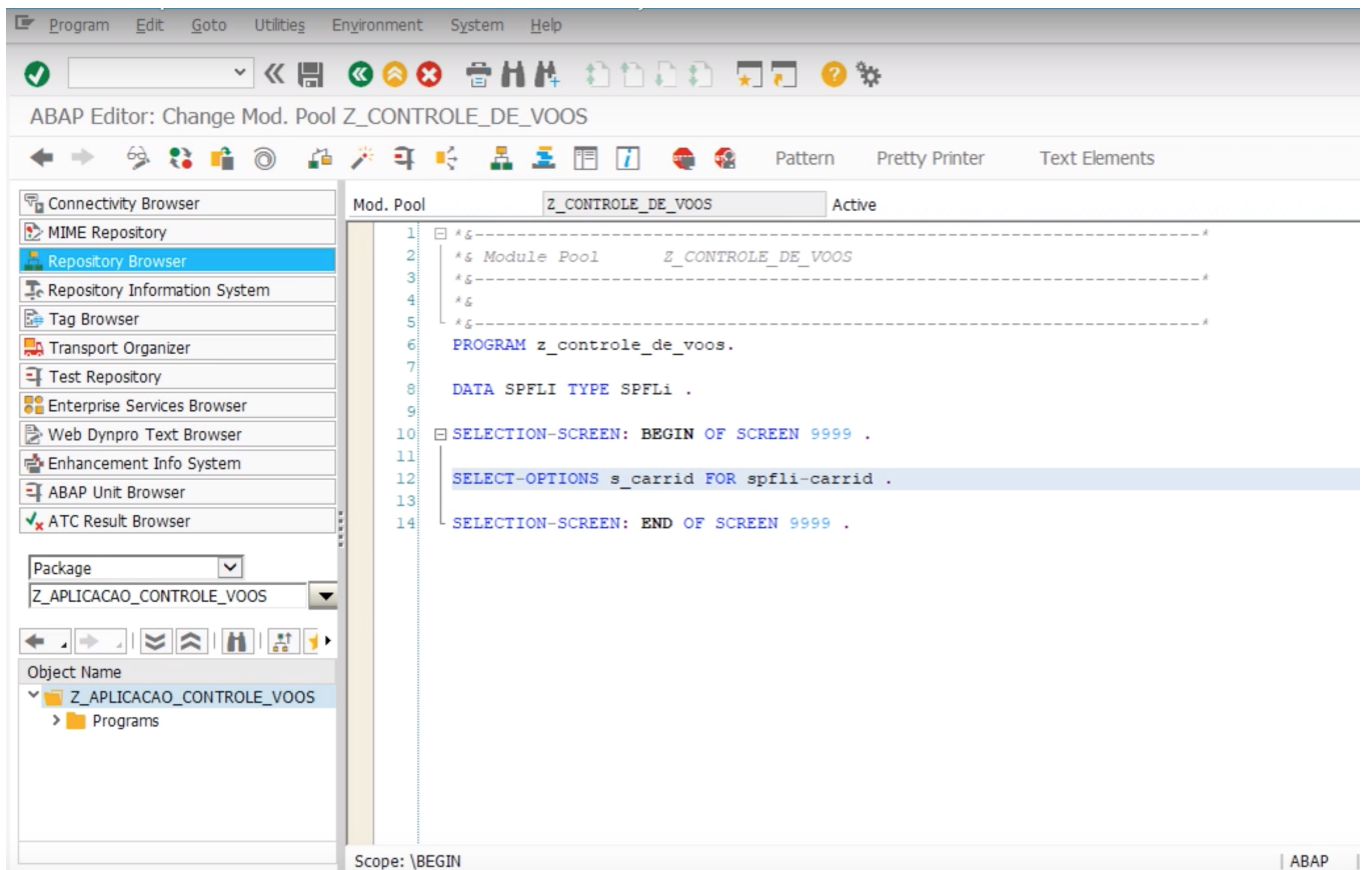 Program Edit Goto Utilities Environment System Help
ABAP Editor: Change Mod. Pool Z_CONTROLE_DE_VOOS
Pattern Pretty Printer Text Elements
Connectivity Browser
MIME Repository
Repository Browser
Repository Information System
Tag Browser
Transport Organizer
Test Repository
Enterprise Services Browser
Web Dynpro Text Browser
Enhancement Info System
ABAP Unit Browser
ATC Result Browser
Package
Z_APLICACAO_CONTROLE_VOOS
Object Name
Z_APLICACAO_CONTROLE_VOOS
Programs
Mod. Pool Z_CONTROLE_DE_VOOS Active
1 *&---------------------------------------------------------------------*
2 *& Module Pool Z_CONTROLE_DE_VOOS
3 *&---------------------------------------------------------------------*
4 *&
5 *&---------------------------------------------------------------------*
6 PROGRAM z_controle_de_voos.
7
8 DATA SPFLI TYPE SPFLi .
9
10 SELECTION-SCREEN: BEGIN OF SCREEN 9999 .
11
12 SELECT-OPTIONS s_carrid FOR spfli-carrid .
13
14 SELECTION-SCREEN: END OF SCREEN 9999 .
Scope: \BEGIN ABAP